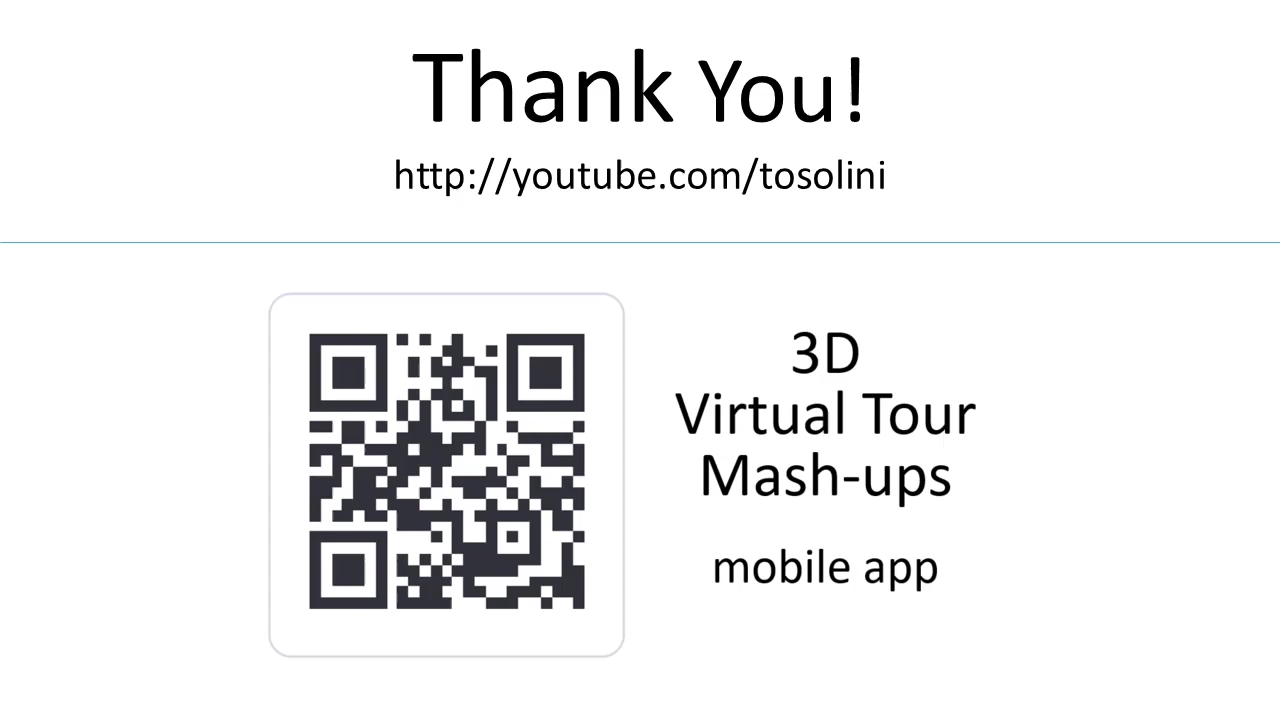 Thank You!
http://youtube.com/tosolini
3D
Virtual Tour
Mash-ups
mobile app